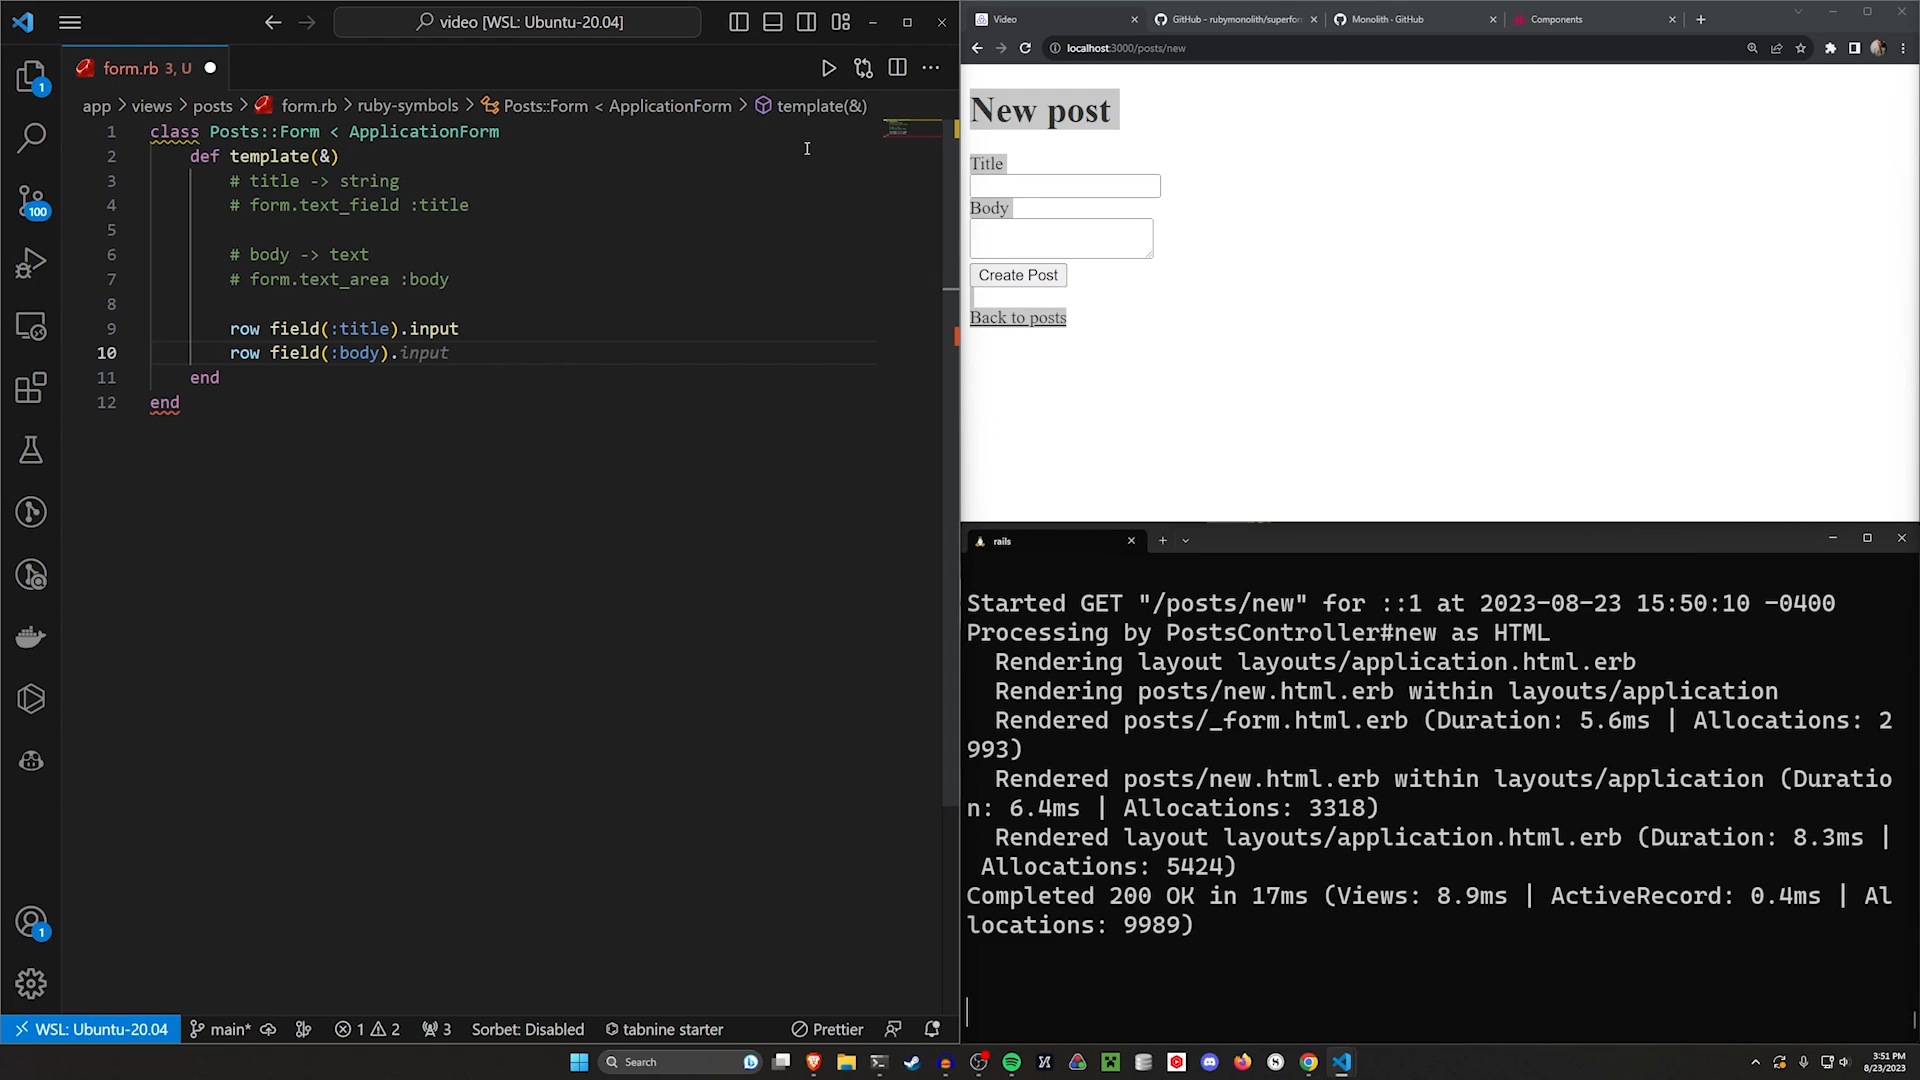 video [WSL: Ubuntu-20.04]
form.rb 3, U
app > views > posts > form.rb > ruby-symbols > Posts::Form < ApplicationForm > template(&)
1 class Posts::Form < ApplicationForm
2 def template(&)
3 # title -> string
4 # form.text_field :title
5
6 # body -> text
7 # form.text_area :body
8
9 row field(:title).input
10 row field(:body).input
11 end
12 end
1
100
1
WSL: Ubuntu-20.04 main* 1 2 3 Sorbet: Disabled tabnine starter Prettier
Video
GitHub - rubymonolith/superfor
Monolith · GitHub
Components
localhost:3000/posts/new
New post
Title
Body
Create Post
Back to posts
rails
Started GET "/posts/new" for ::1 at 2023-08-23 15:50:10 -0400
Processing by PostsController#new as HTML
Rendering layout layouts/application.html.erb
Rendering posts/new.html.erb within layouts/application
Rendered posts/_form.html.erb (Duration: 5.6ms | Allocations: 2
993)
Rendered posts/new.html.erb within layouts/application (Duratio
n: 6.4ms | Allocations: 3318)
Rendered layout layouts/application.html.erb (Duration: 8.3ms |
Allocations: 5424)
Completed 200 OK in 17ms (Views: 8.9ms | ActiveRecord: 0.4ms | Al
locations: 9989)
Search
3:51 PM
8/23/2023